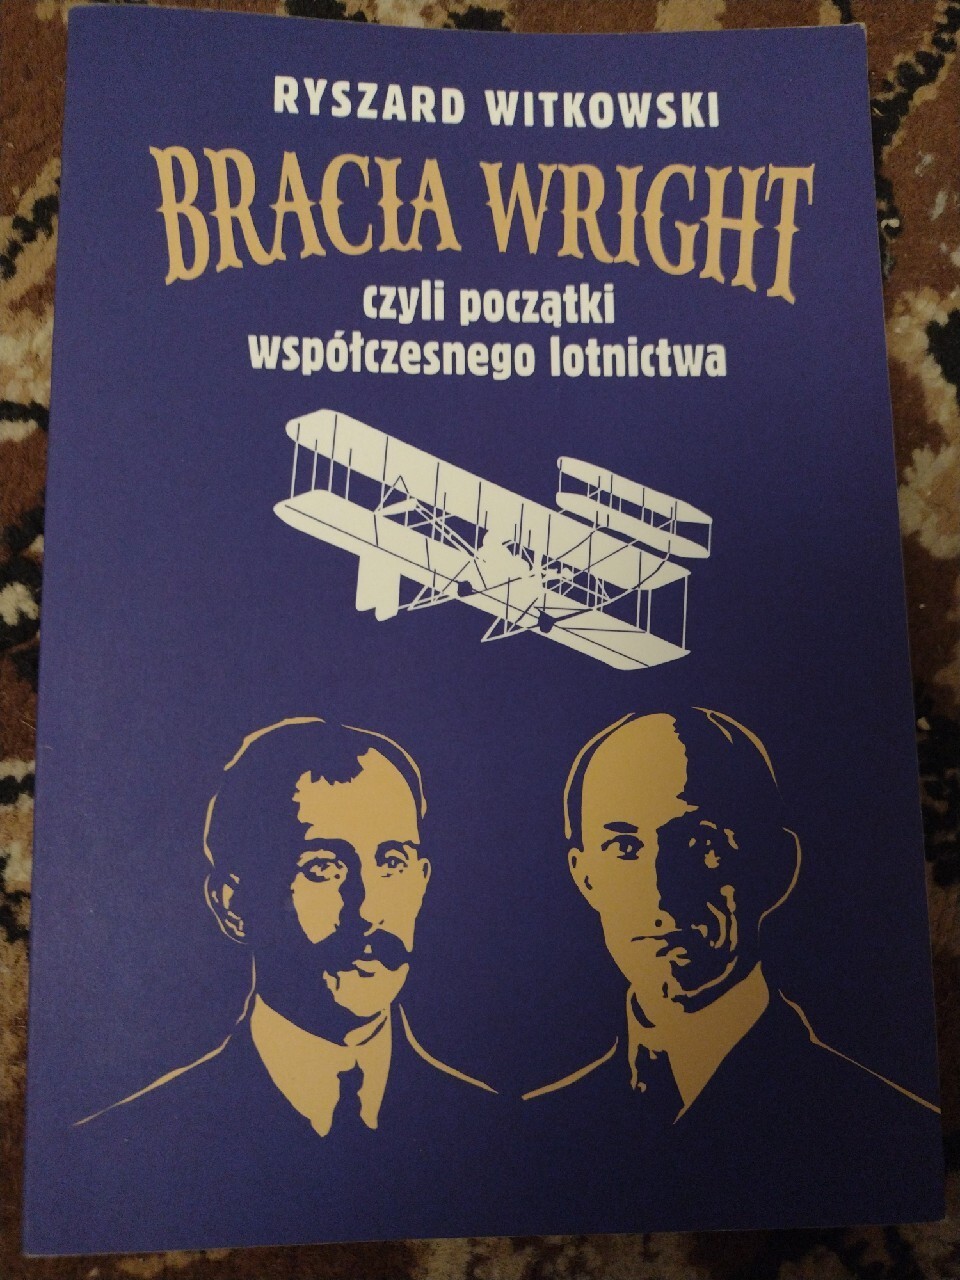 RYSZARD WITKOWSKI
BRACIA WRIGHT
czyli początki
współczesnego lotnictwa